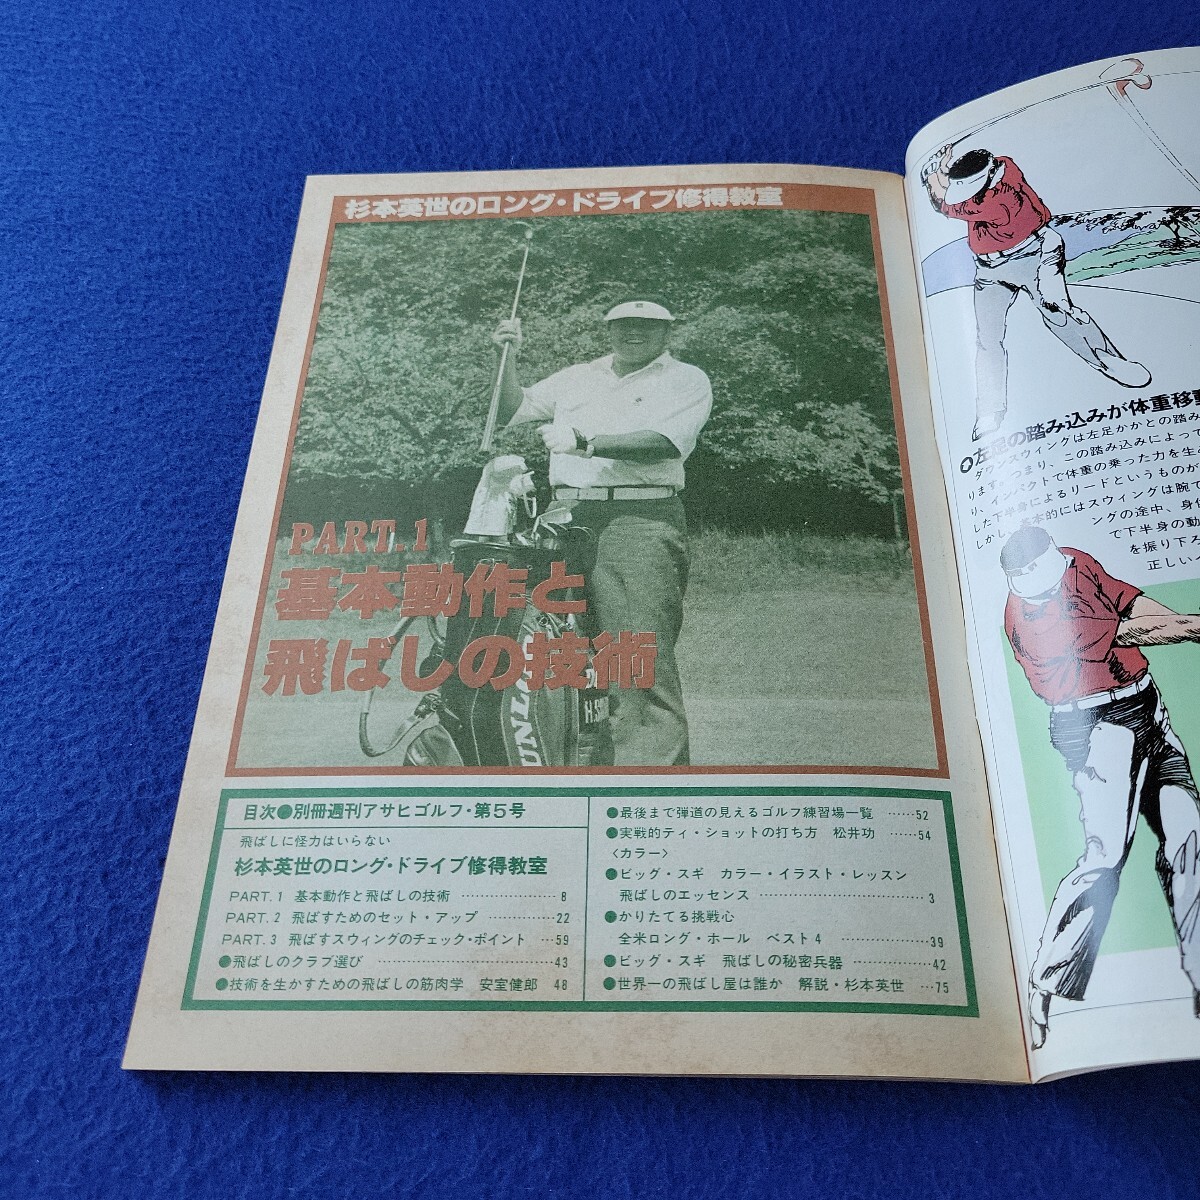 杉本英世のロング・ドライブ修得教室
PART.1
基本動作と
飛ばしの技術
目次●別冊週刊アサヒゴルフ・第5号
飛ばしに怪力はいらない
杉本英世のロング・ドライブ修得教室
PART.1 基本動作と飛ばしの技術 ………………… 8
PART.2 飛ばすためのセット・アップ …………… 22
PART.3 飛ばすスウィングのチェック・ポイント …59
●飛ばしのクラブ選び ………………………………43
●技術を生かすための飛ばしの筋肉学 安室健郎 48
●最後まで弾道の見えるゴルフ練習場一覧 ……52
●実戦的ティ・ショットの打ち方 松井功 ……54
〈カラー〉
●ビッグ・スギ カラー・イラスト・レッスン
飛ばしのエッセンス ………………………………… 3
●かりたてる挑戦心
全米ロング・ホール ベスト4 ………………39
●ビッグ・スギ 飛ばしの秘密兵器 ……………42
●世界一の飛ばし屋は誰か 解説・杉本英世 …75
左足の踏み込みが体重移動
ダウンスウィングは左足かかとの踏み
ります。つまり、この踏み込みによって
り、インパクトで体重の乗った力を生み
した下半身によるリードというものが
しかし、基本的にはスウィングは腕で
ングの途中、身体
で下半身の動
を振り下ろ
正しい